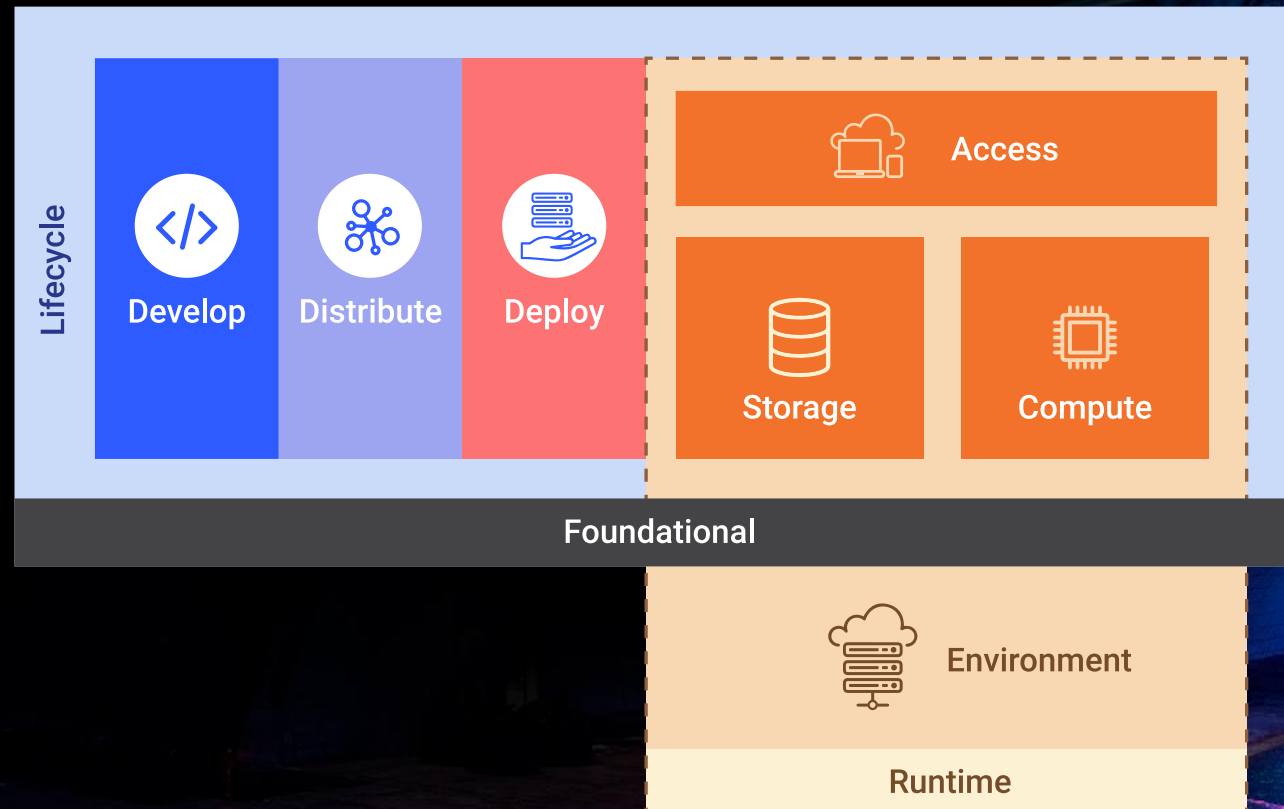 Lifecycle
Develop
Distribute
Deploy
Access
Storage
Compute
Foundational
Environment
Runtime